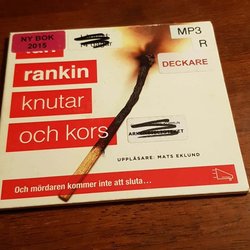 NY BOK
2015
MP3
R
rankin
DECKARE
knutar
och kors
UPPLÄSARE: MATS EKLUND
Och mördaren kommer inte att sluta...